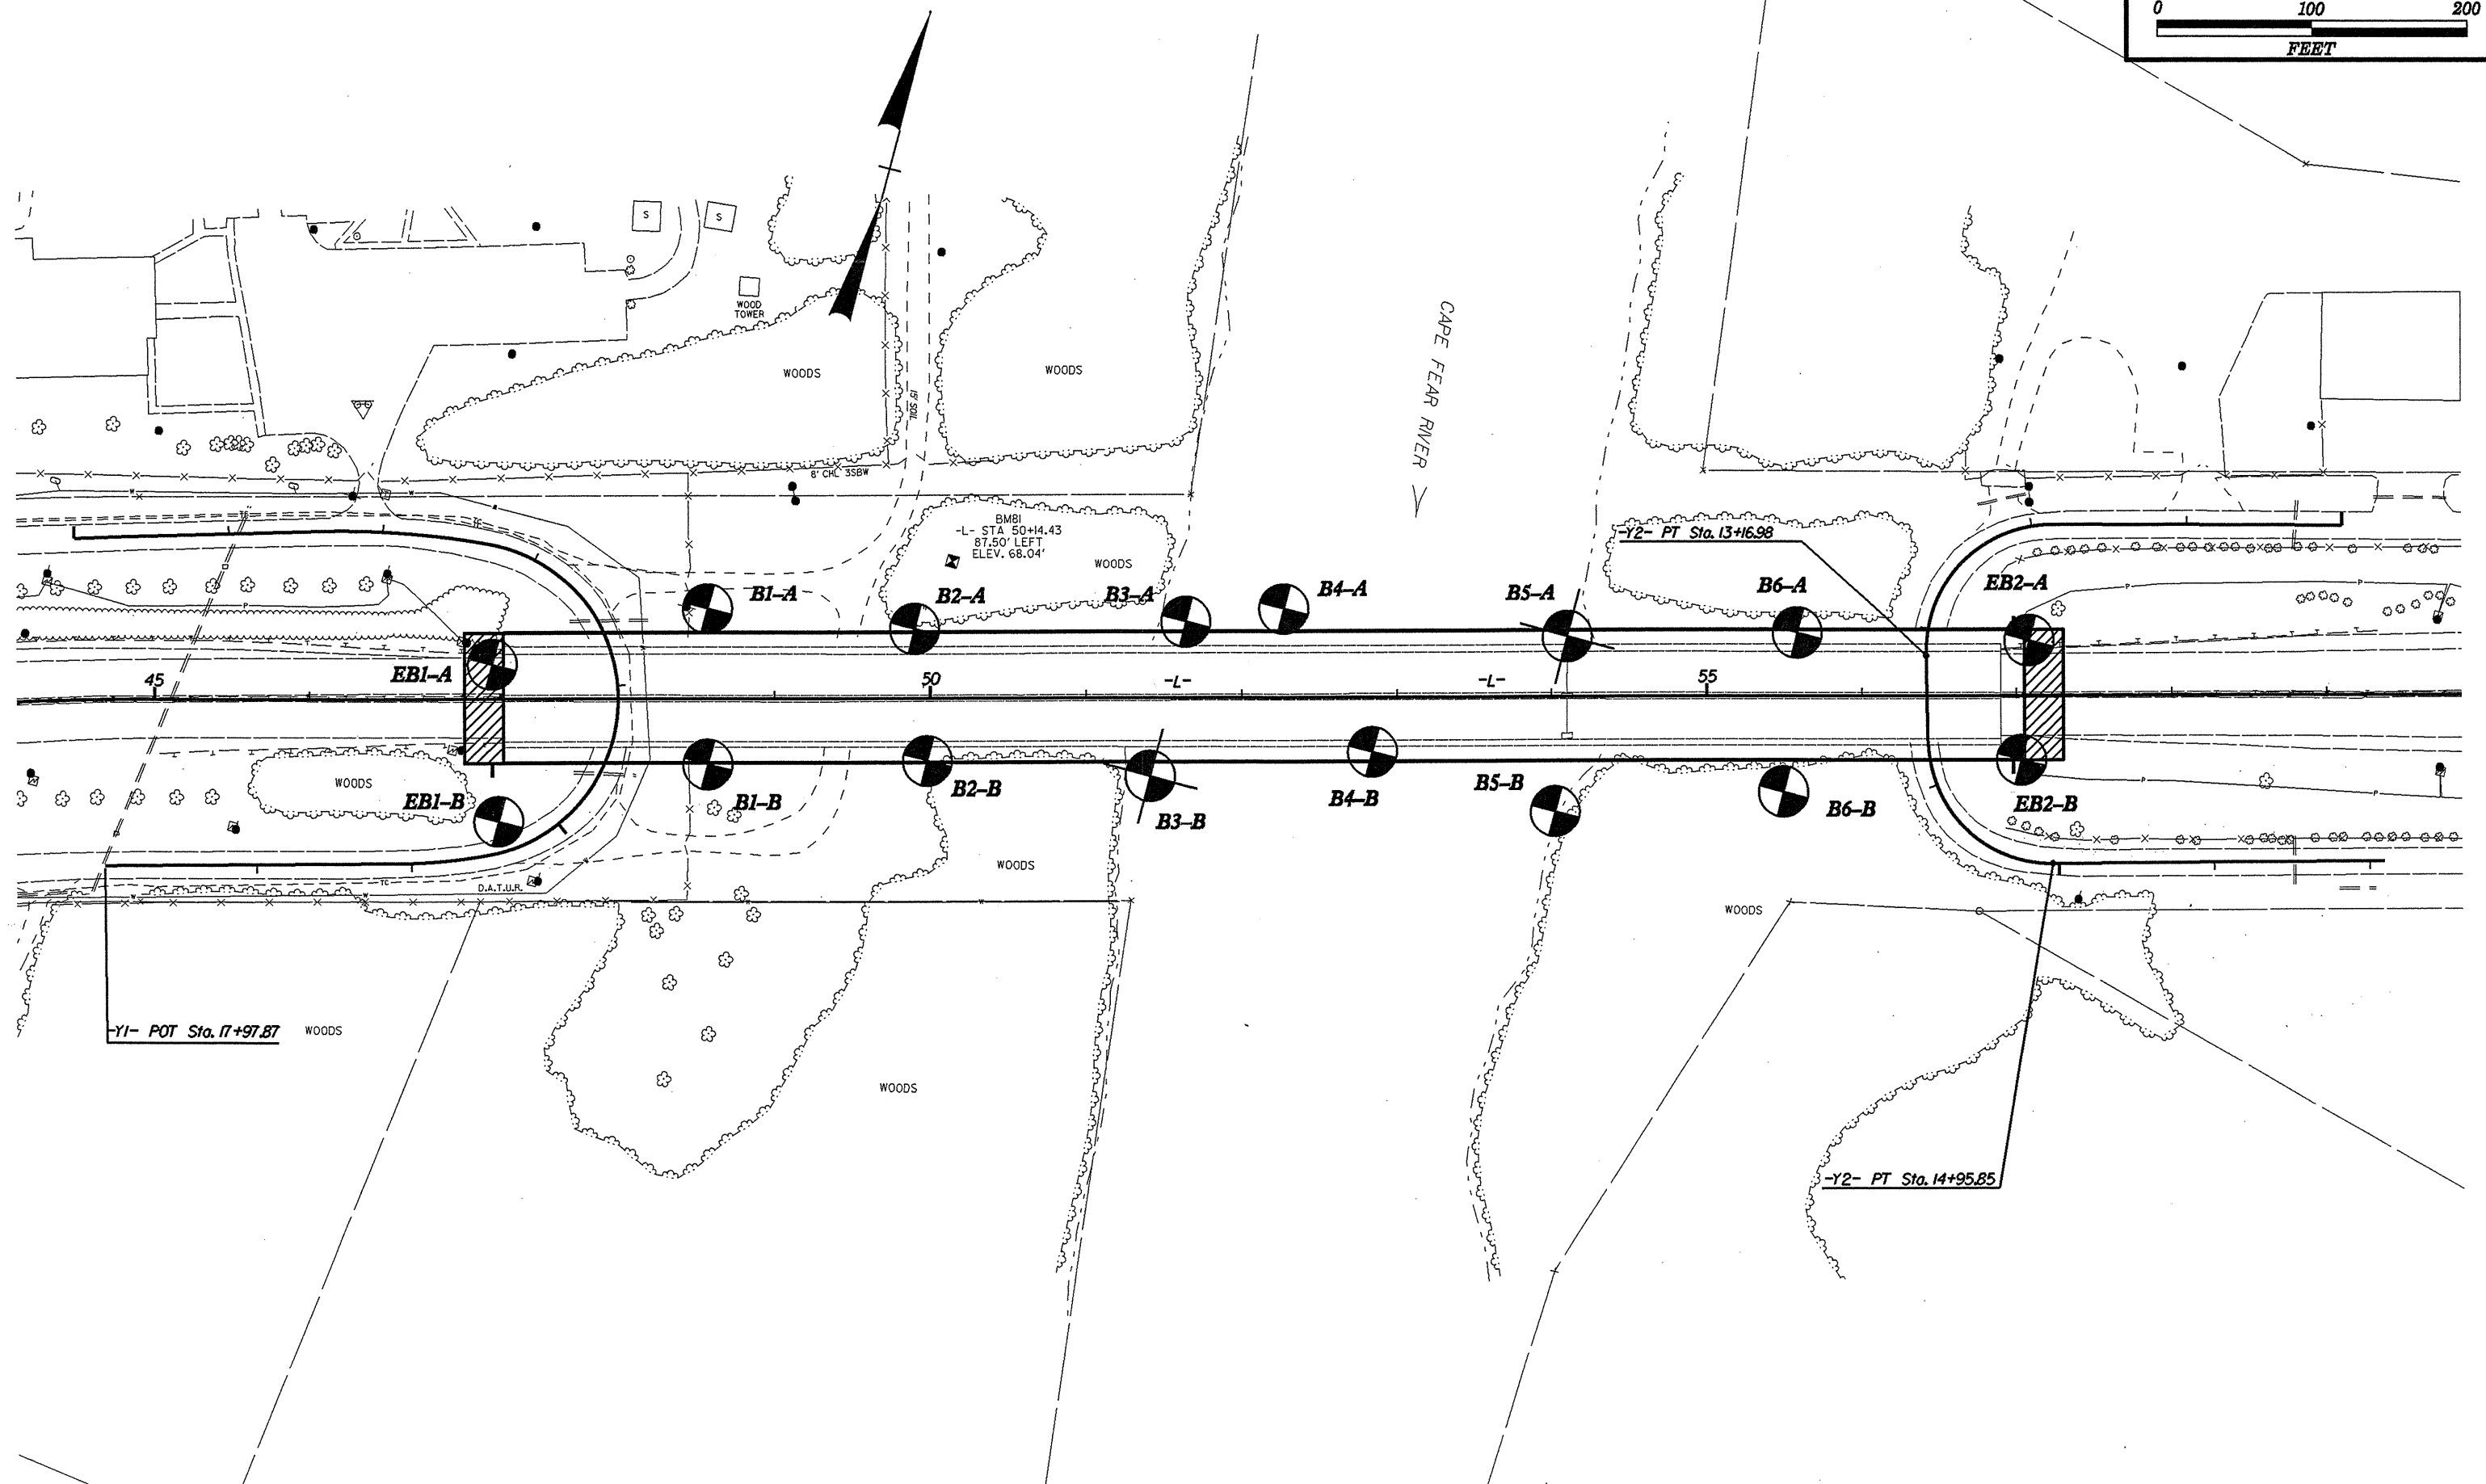 0 100 200
FEET
S
S
WOOD
TOWER
WOODS
WOODS
15' SOIL
CAPE FEAR RIVER
8' CHL 3SBW
BM81
-L- STA 50+14.43
87.50' LEFT
ELEV. 68.04'
WOODS
-Y2- PT Sta. 13+16.98
B1-A
B2-A
B3-A
B4-A
B5-A
B6-A
EB2-A
EB1-A
45
50
-L-
-L-
55
WOODS
EB1-B
B1-B
B2-B
B3-B
B4-B
B5-B
B6-B
EB2-B
WOODS
D.A.T.U.R.
WOODS
-Y1- POT Sta. 17+97.87
WOODS
WOODS
-Y2- PT Sta. 14+95.85